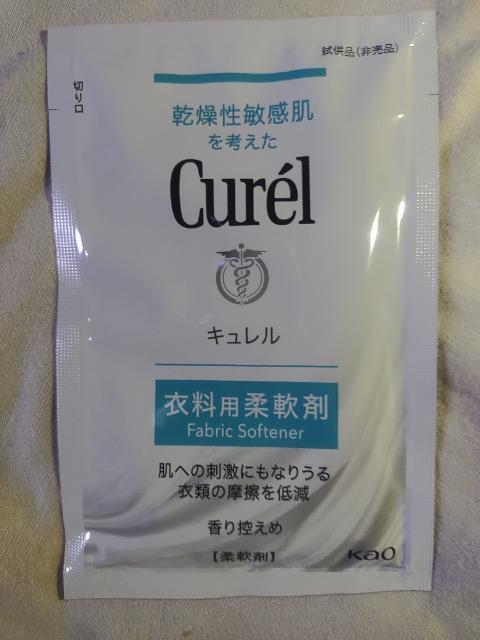 試供品(非売品)
切り口
乾燥性敏感肌
を考えた
Curél
キュレル
衣料用柔軟剤
Fabric Softener
肌への刺激にもなりうる
衣類の摩擦を低減
香り控えめ
【柔軟剤】
Kao